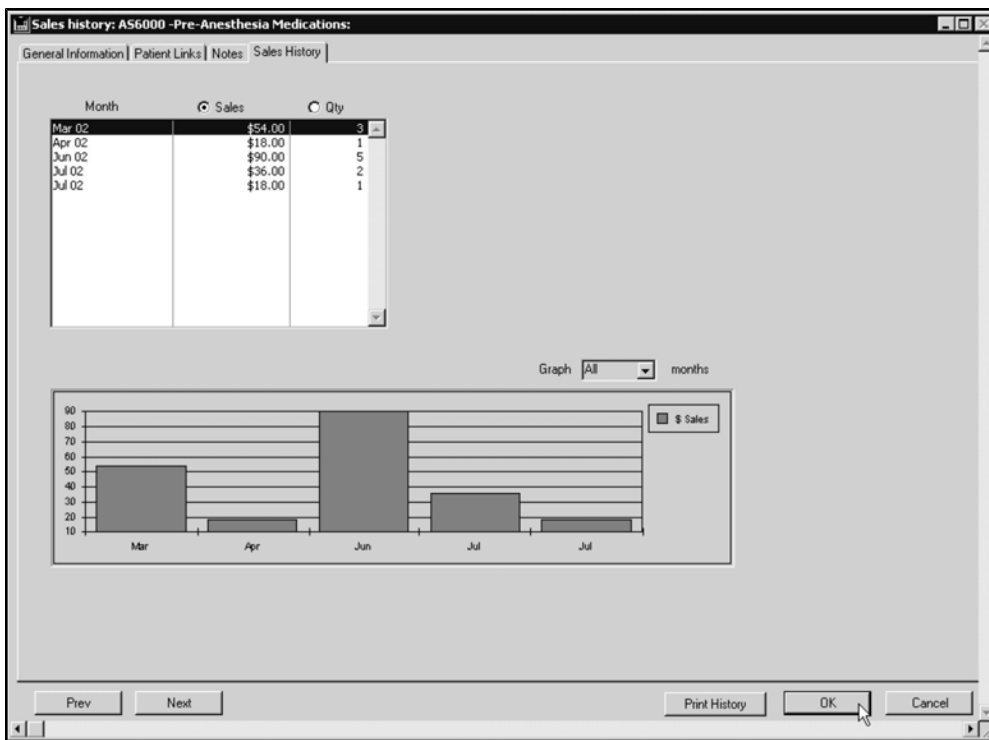 Sales history: AS6000 -Pre-Anesthesia Medications:
General Information Patient Links Notes Sales History
Month Sales Qty
Mar 02 $54.00 3
Apr 02 $18.00 1
Jun 02 $90.00 5
Jul 02 $36.00 2
Jul 02 $18.00 1
Graph All months
90
80
70
60
50
40
30
20
10
$ Sales
Mar Apr Jun Jul Jul
Prev Next Print History OK Cancel